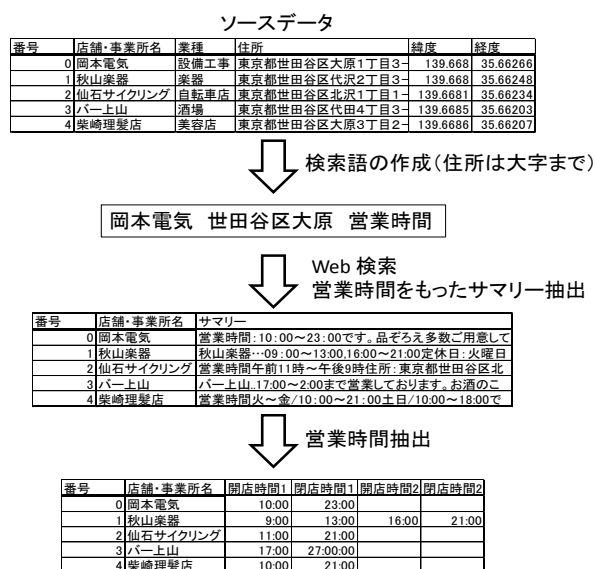 ソースデータ
番号 店舗・事業所名 業種 住所 緯度 経度
0 岡本電気 設備工事 東京都世田谷区大原1丁目3- 139.668 35.66266
1 秋山楽器 楽器 東京都世田谷区代沢2丁目3- 139.668 35.66248
2 仙石サイクリング 自転車店 東京都世田谷区北沢1丁目1- 139.6681 35.66234
3 バー上山 酒場 東京都世田谷区代田4丁目3- 139.6685 35.66203
4 柴崎理髪店 美容店 東京都世田谷区大原3丁目2- 139.6686 35.66207
検索語の作成(住所は大字まで)
岡本電気 世田谷区大原 営業時間
Web 検索
営業時間をもったサマリー抽出
番号 店舗・事業所名 サマリー
0 岡本電気 営業時間:10:00~23:00です。品ぞろえ多数ご用意して
1 秋山楽器 秋山楽器…09:00~13:00,16:00~21:00定休日:火曜日
2 仙石サイクリング 営業時間午前11時~午後9時住所:東京都世田谷区北
3 バー上山 バー上山..17:00~2:00まで営業しております。お酒のこ
4 柴崎理髪店 営業時間火~金/10:00~21:00土日/10:00~18:00で
営業時間抽出
番号 店舗・事業所名 開店時間1 閉店時間1 開店時間2 閉店時間2
0 岡本電気 10:00 23:00
1 秋山楽器 9:00 13:00 16:00 21:00
2 仙石サイクリング 11:00 21:00
3 バー上山 17:00 27:00:00
4 柴崎理髪店 10:00 21:00